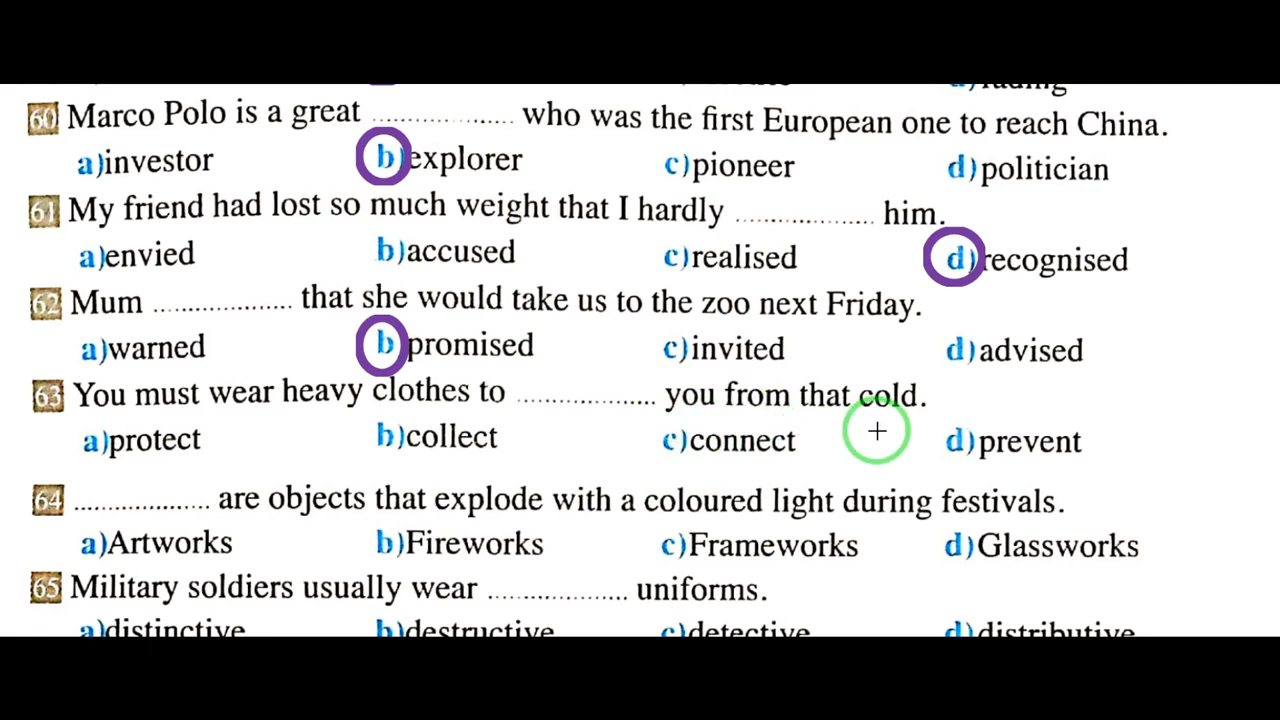 60 Marco Polo is a great .................... who was the first European one to reach China.
a)investor b)explorer c)pioneer d)politician
61 My friend had lost so much weight that I hardly .................... him.
a)envied b)accused c)realised d)recognised
62 Mum .................... that she would take us to the zoo next Friday.
a)warned b promised c)invited d)advised
63 You must wear heavy clothes to .................... you from that cold.
a)protect b)collect c)connect d)prevent
64 .................... are objects that explode with a coloured light during festivals.
a)Artworks b)Fireworks c)Frameworks d)Glassworks
65 Military soldiers usually wear .................... uniforms.
a)distinctive b)destructive c)detective d)distributive